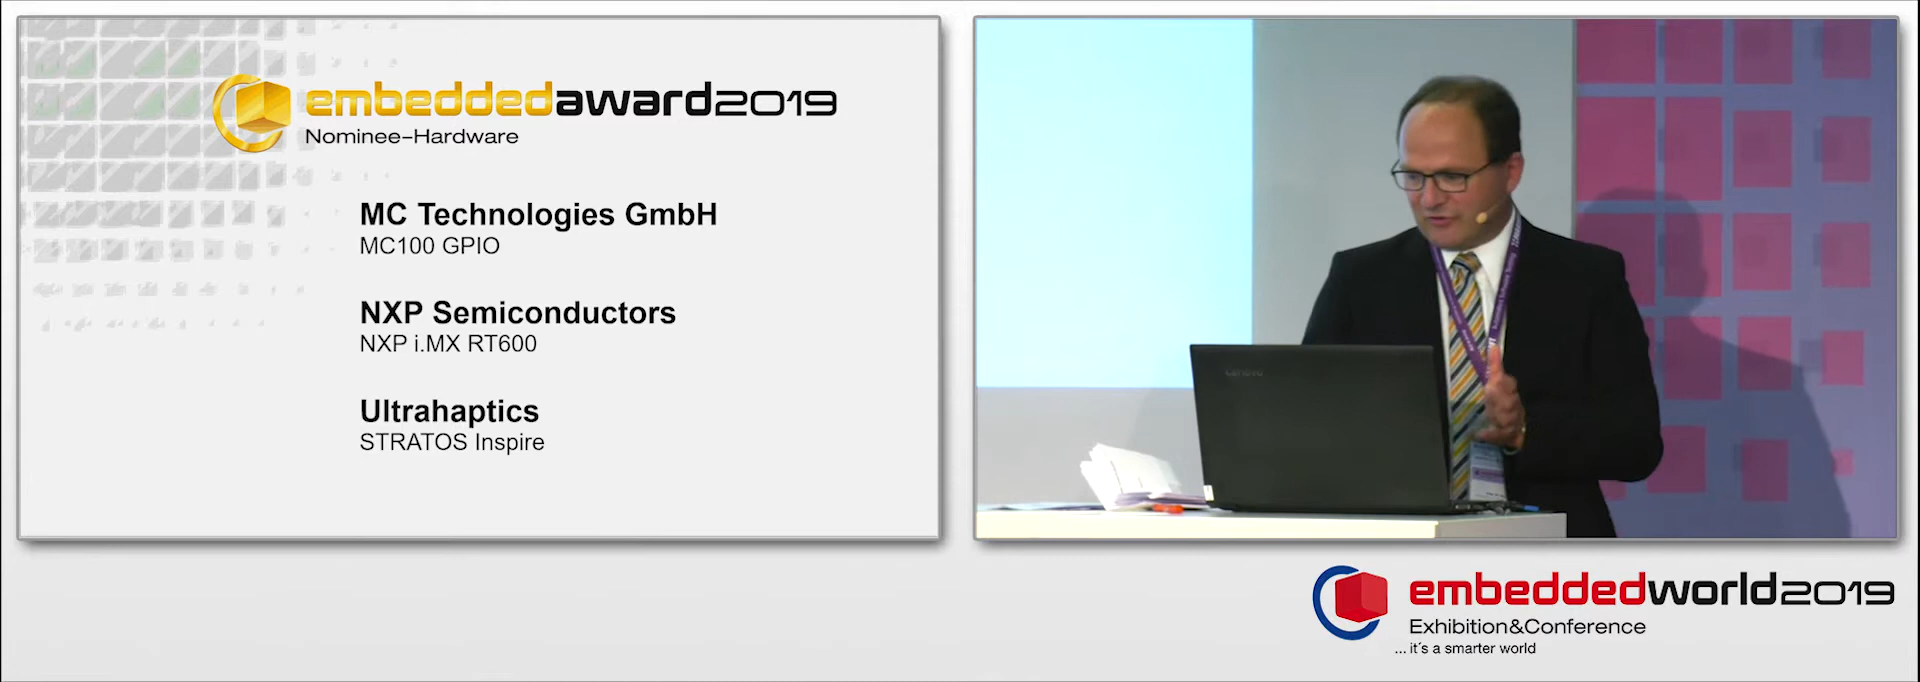 embeddedaward2019
Nominee-Hardware
MC Technologies GmbH
MC100 GPIO
NXP Semiconductors
NXP i.MX RT600
Ultrahaptics
STRATOS Inspire
Lenovo
embeddedworld2019
Exhibition&Conference
... it´s a smarter world